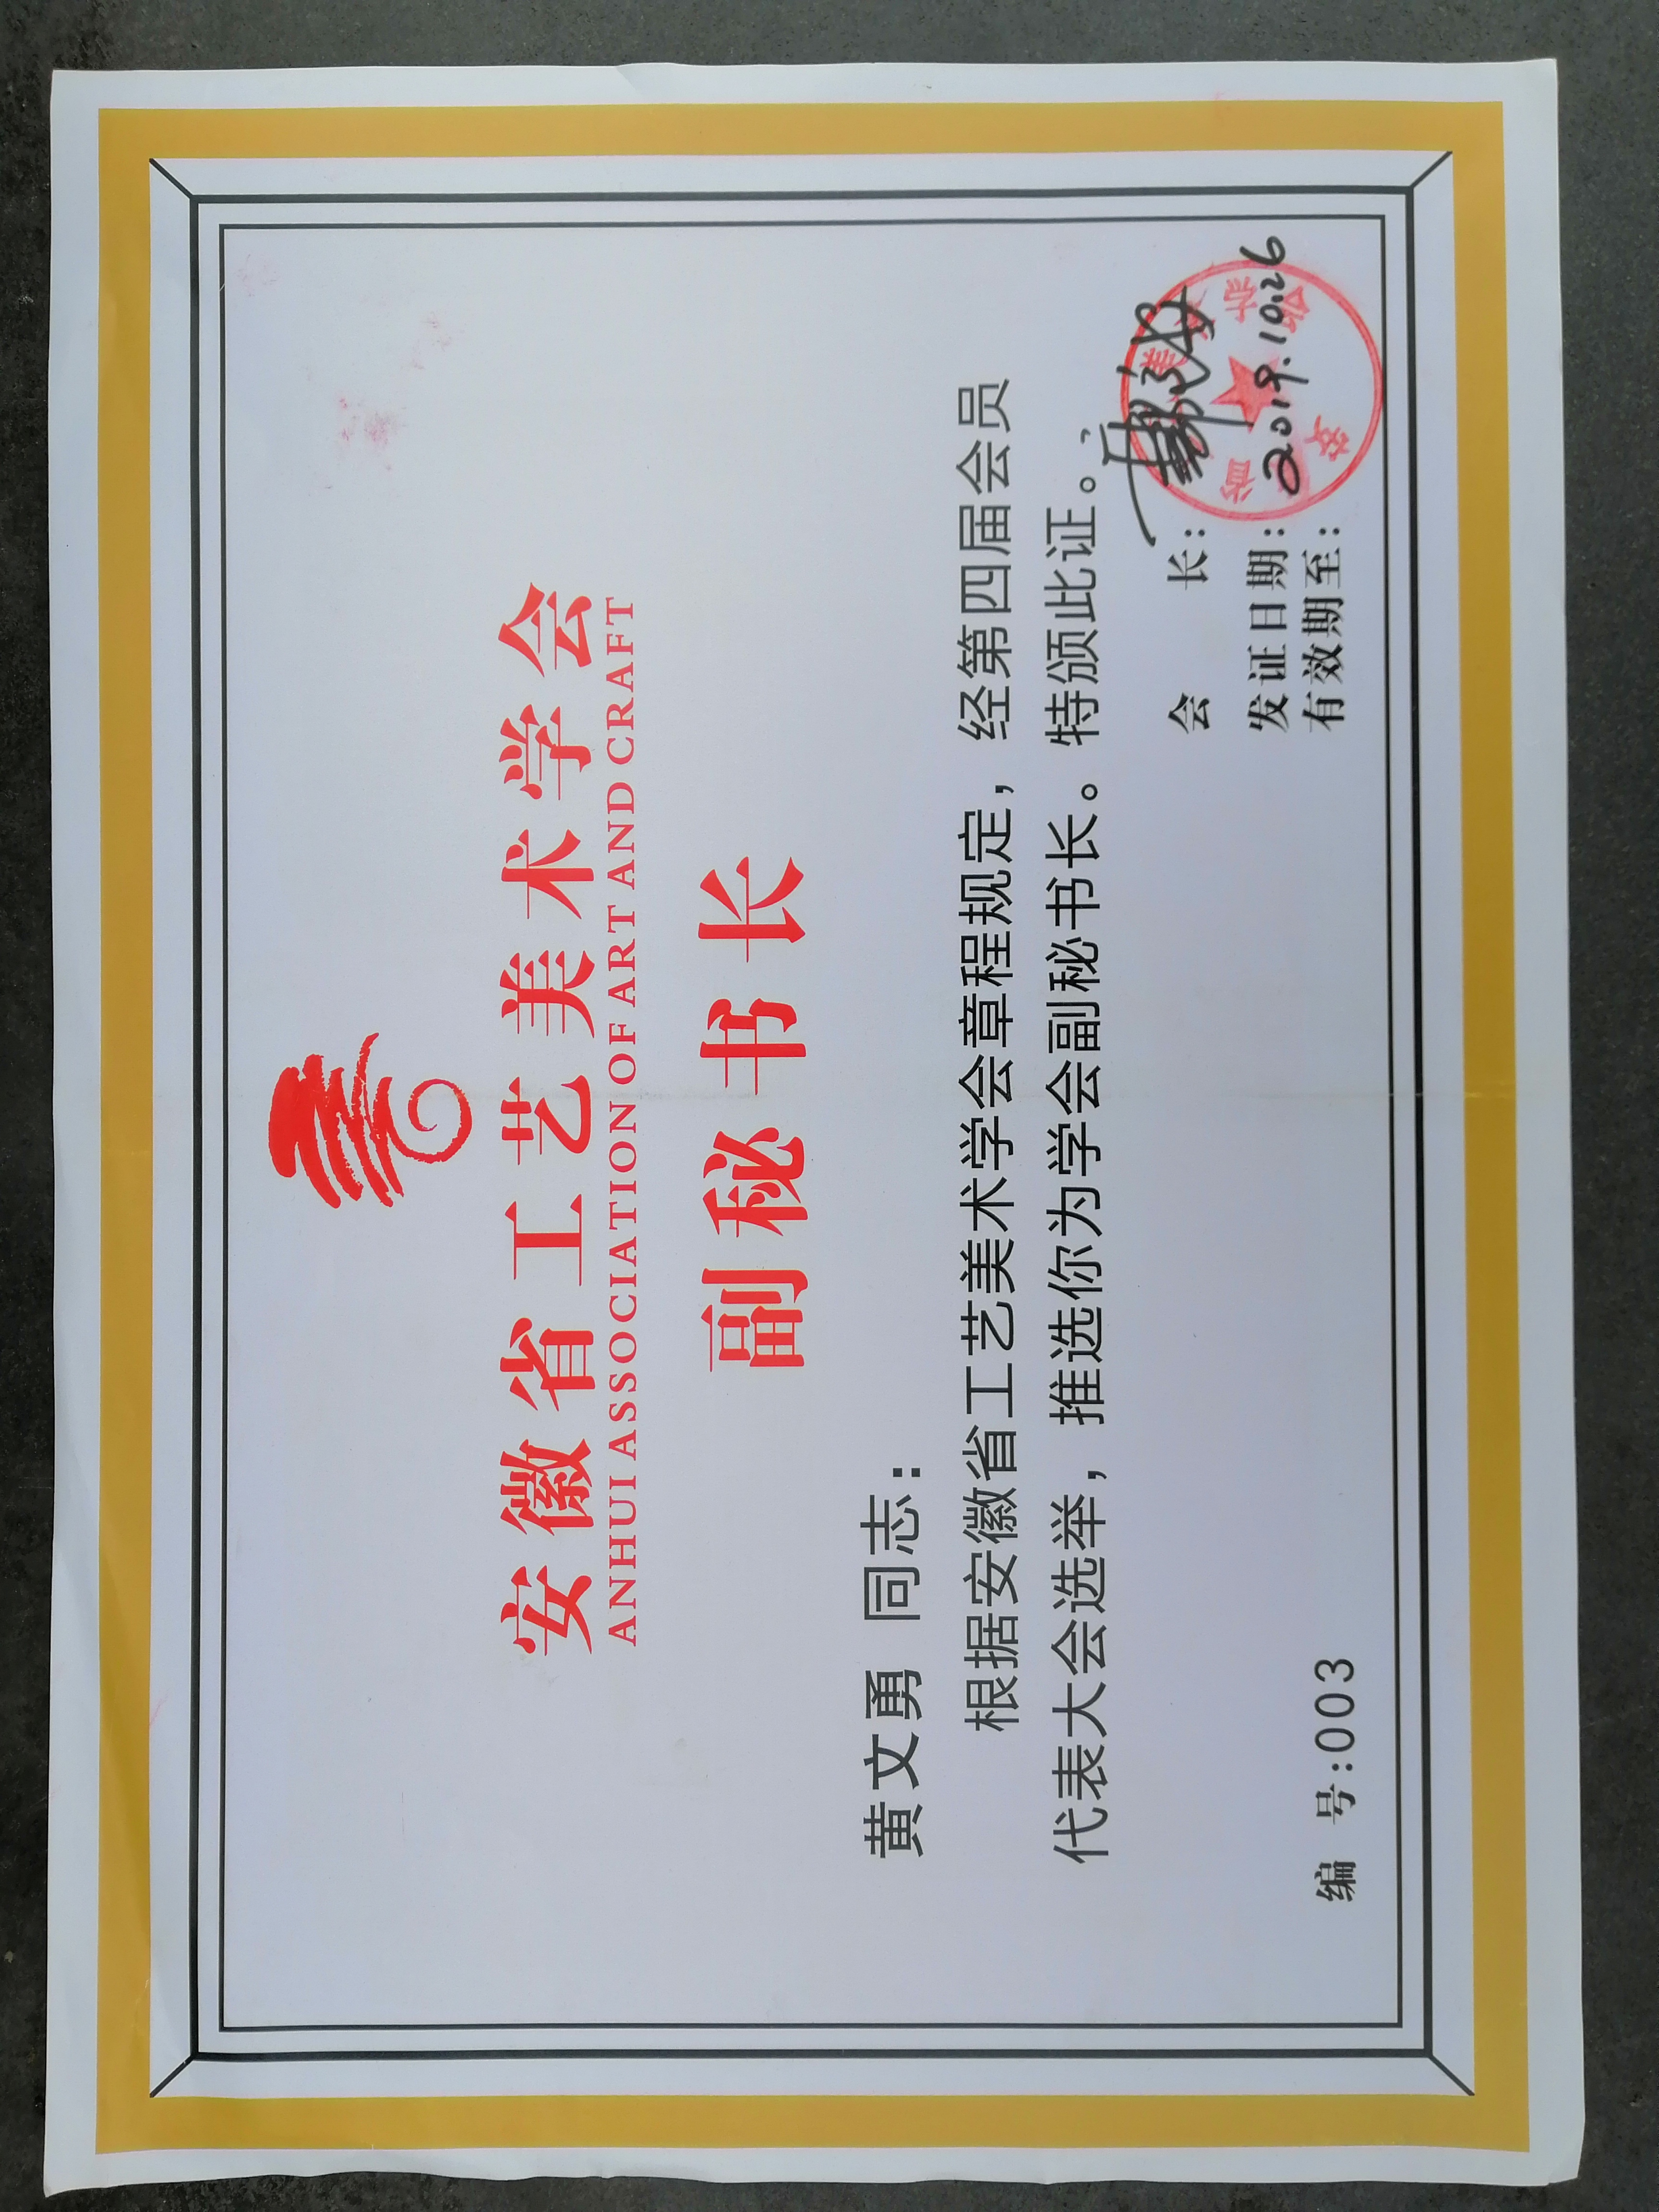 安徽省工艺美术学会
ANHUI ASSOCIATION OF ART AND CRAFT
副秘书长
黄文勇 同志：
根据安徽省工艺美术学会章程规定，经第四届会员
代表大会选举，推选你为学会副秘书长。特颁此证。
会 长：
发证日期：2019.10.26
有效期至：
编 号:003